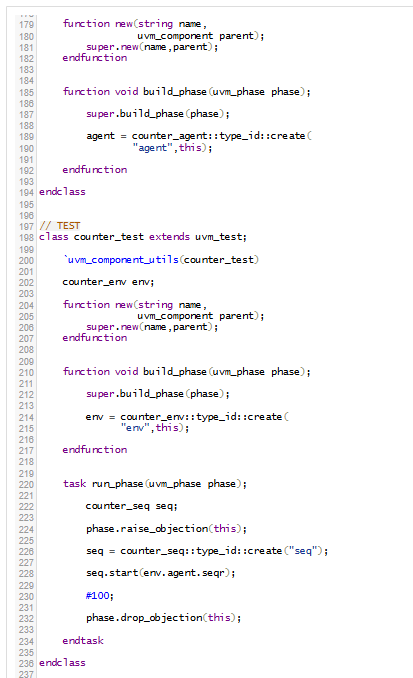 179 function new(string name,
180 uvm_component parent);
181 super.new(name,parent);
182 endfunction
183
184
185 function void build_phase(uvm_phase phase);
186
187 super.build_phase(phase);
188
189 agent = counter_agent::type_id::create(
190 "agent",this);
191
192 endfunction
193
194 endclass
195
196
197 // TEST
198 class counter_test extends uvm_test;
199
200 `uvm_component_utils(counter_test)
201
202 counter_env env;
203
204 function new(string name,
205 uvm_component parent);
206 super.new(name,parent);
207 endfunction
208
209
210 function void build_phase(uvm_phase phase);
211
212 super.build_phase(phase);
213
214 env = counter_env::type_id::create(
215 "env",this);
216
217 endfunction
218
219
220 task run_phase(uvm_phase phase);
221
222 counter_seq seq;
223
224 phase.raise_objection(this);
225
226 seq = counter_seq::type_id::create("seq");
227
228 seq.start(env.agent.seqr);
229
230 #100;
231
232 phase.drop_objection(this);
233
234 endtask
235
236 endclass
237